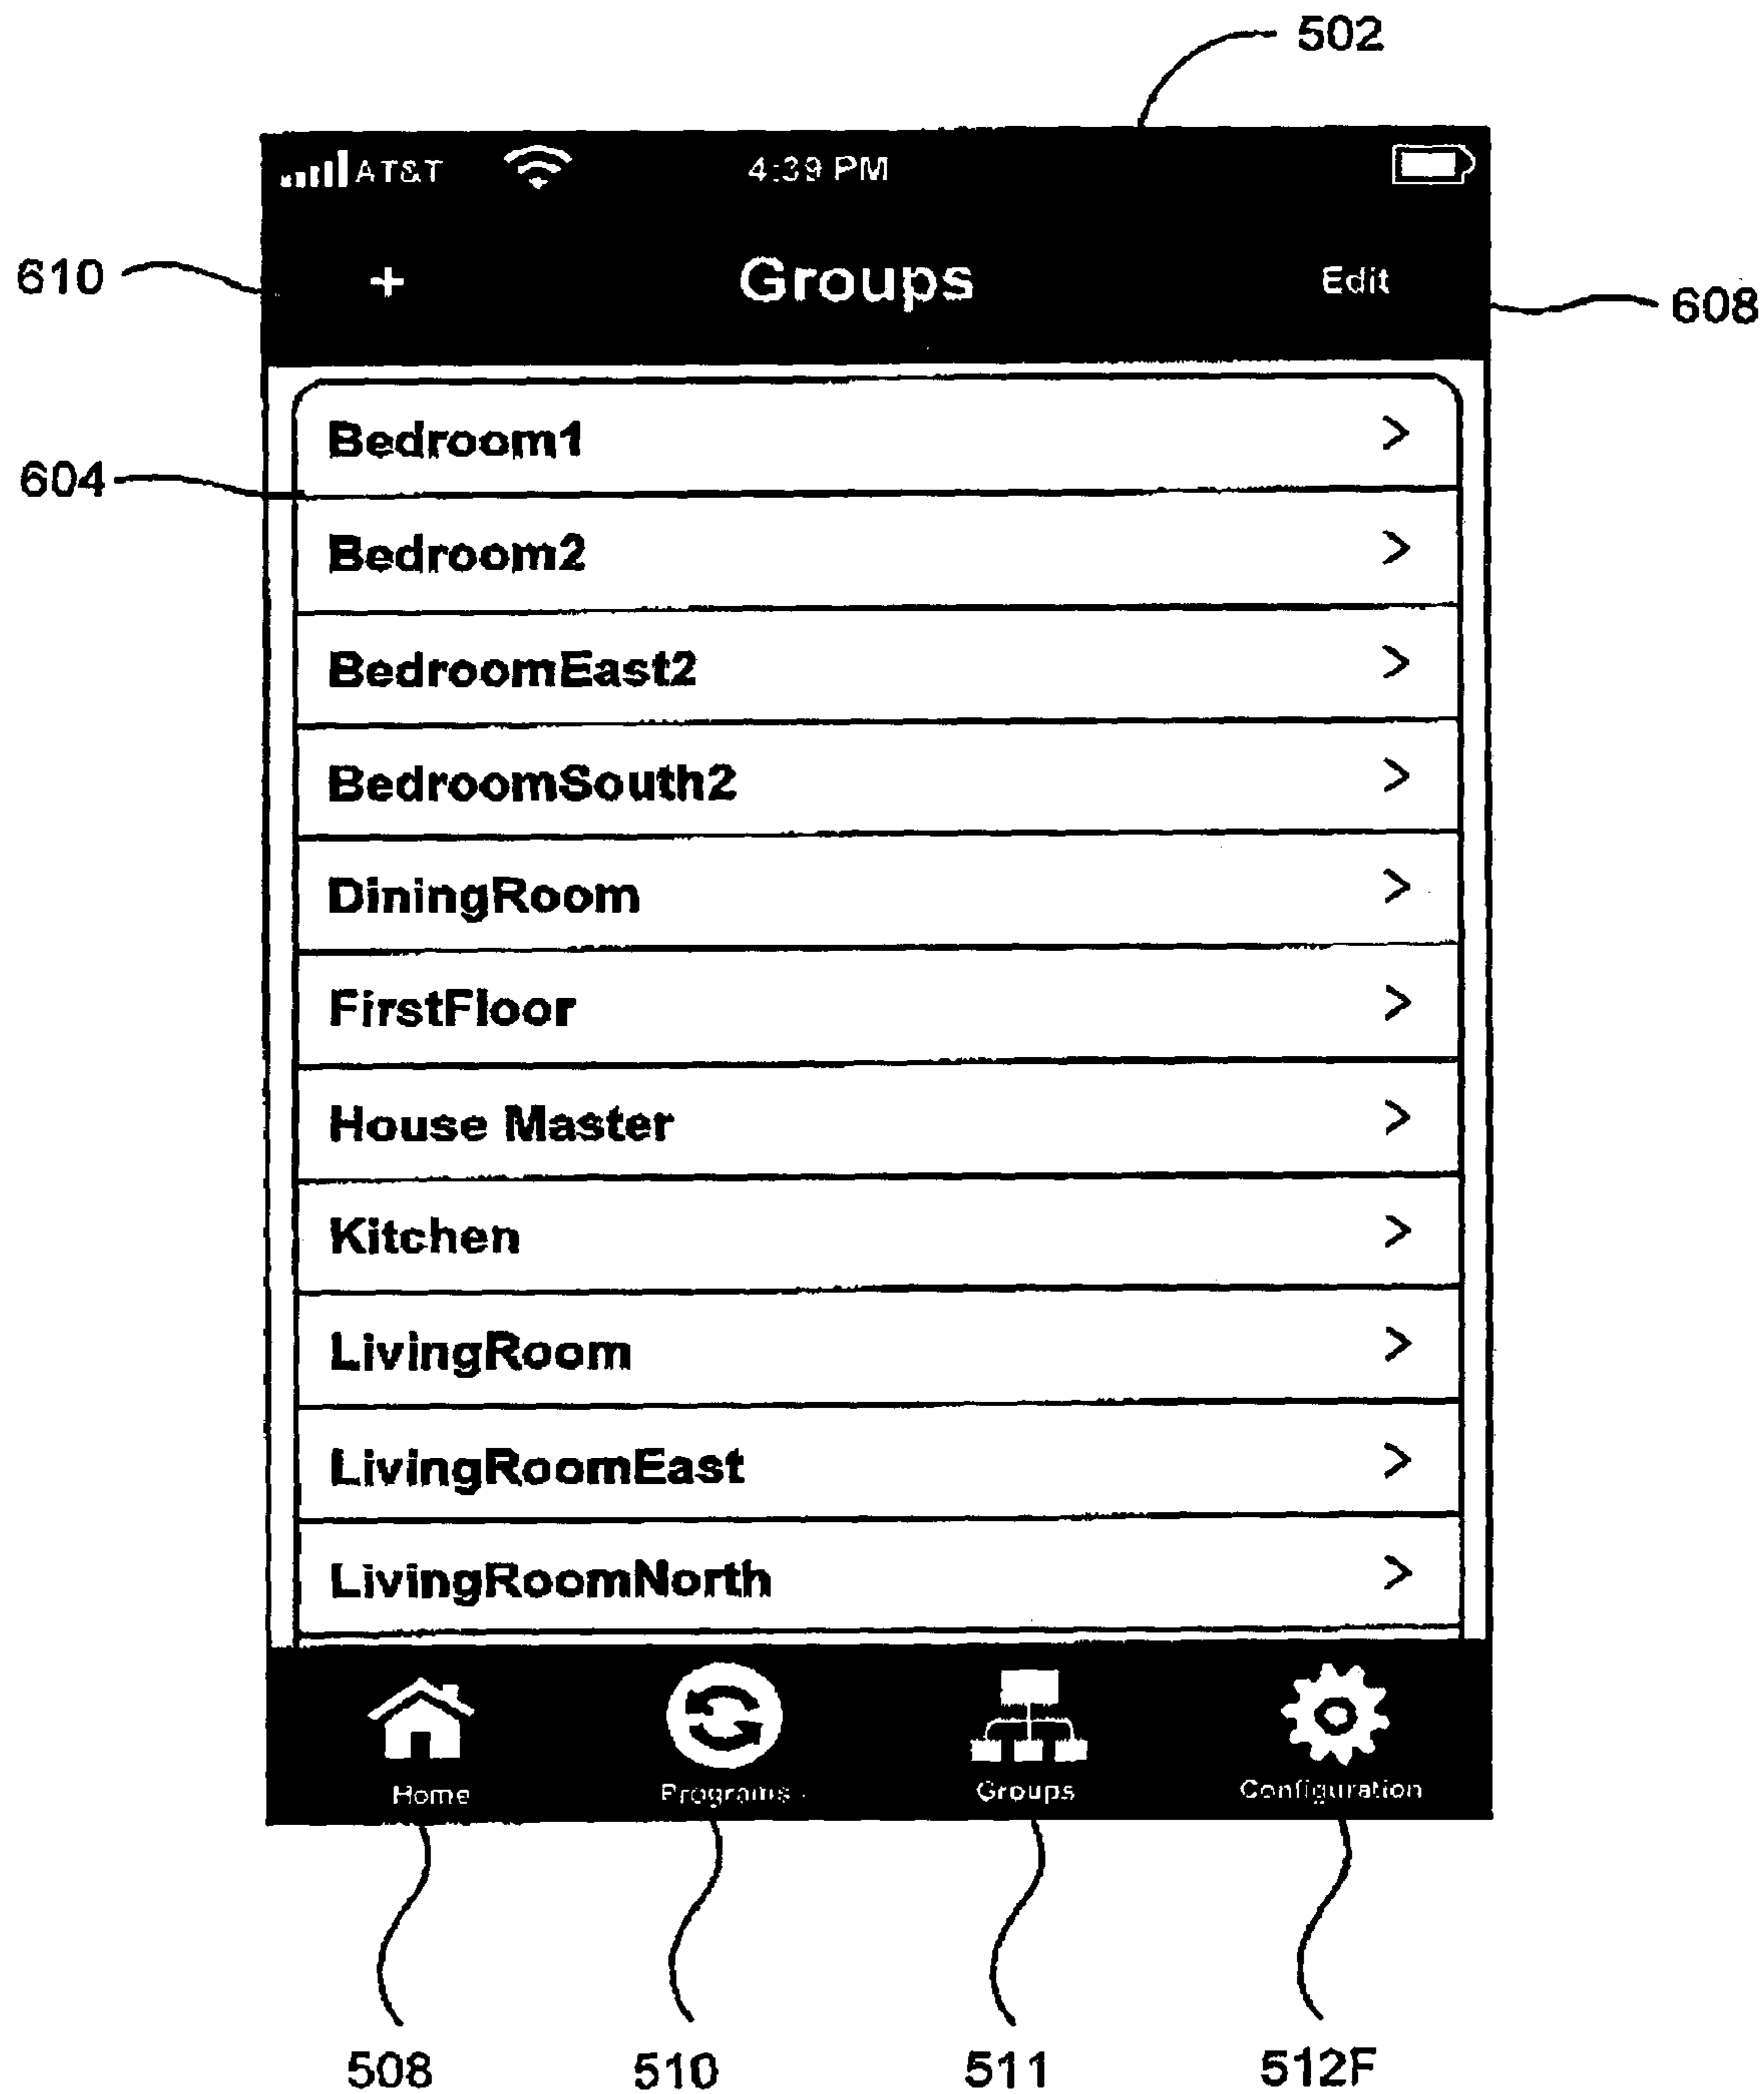 502
AT&T 4:39 PM
610 + Groups Edit 608
Bedroom1 >
604
Bedroom2 >
BedroomEast2 >
BedroomSouth2 >
DiningRoom >
FirstFloor >
House Master >
Kitchen >
LivingRoom >
LivingRoomEast >
LivingRoomNorth >
Home Programs Groups Configuration
508 510 511 512F